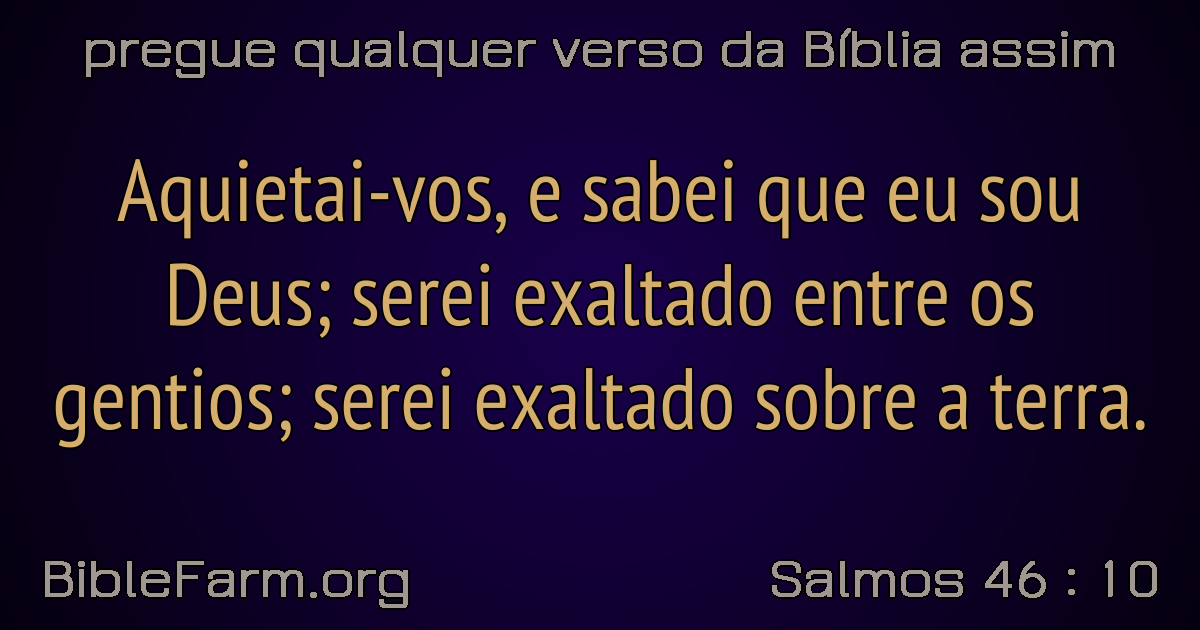 pregue qualquer verso da Bíblia assim
Aquietai-vos, e sabei que eu sou
Deus; serei exaltado entre os
gentios; serei exaltado sobre a terra.
BibleFarm.org
Salmos 46 : 10